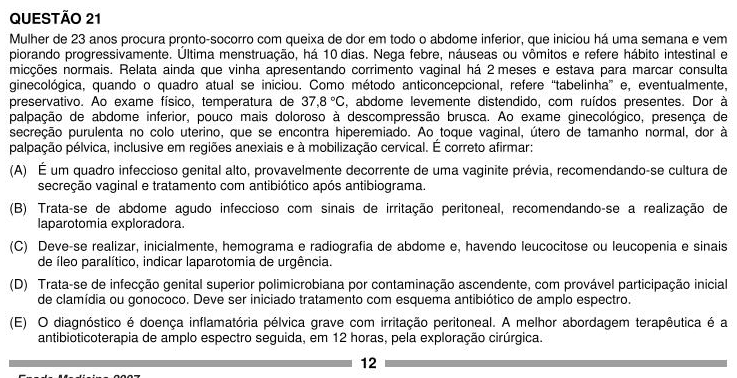 QUESTÃO 21
Mulher de 23 anos procura pronto-socorro com queixa de dor em todo o abdome inferior, que iniciou há uma semana e vem
piorando progressivamente. Última menstruação, há 10 dias. Nega febre, náuseas ou vômitos e refere hábito intestinal e
micções normais. Relata ainda que vinha apresentando corrimento vaginal há 2 meses e estava para marcar consulta
ginecológica, quando o quadro atual se iniciou. Como método anticoncepcional, refere “tabelinha” e, eventualmente,
preservativo. Ao exame físico, temperatura de 37,8 °C, abdome levemente distendido, com ruídos presentes. Dor à
palpação de abdome inferior, pouco mais doloroso à descompressão brusca. Ao exame ginecológico, presença de
secreção purulenta no colo uterino, que se encontra hiperemiado. Ao toque vaginal, útero de tamanho normal, dor à
palpação pélvica, inclusive em regiões anexiais e à mobilização cervical. É correto afirmar:
(A) É um quadro infeccioso genital alto, provavelmente decorrente de uma vaginite prévia, recomendando-se cultura de
secreção vaginal e tratamento com antibiótico após antibiograma.
(B) Trata-se de abdome agudo infeccioso com sinais de irritação peritoneal, recomendando-se a realização de
laparotomia exploradora.
(C) Deve-se realizar, inicialmente, hemograma e radiografia de abdome e, havendo leucocitose ou leucopenia e sinais
de íleo paralítico, indicar laparotomia de urgência.
(D) Trata-se de infecção genital superior polimicrobiana por contaminação ascendente, com provável participação inicial
de clamídia ou gonococo. Deve ser iniciado tratamento com esquema antibiótico de amplo espectro.
(E) O diagnóstico é doença inflamatória pélvica grave com irritação peritoneal. A melhor abordagem terapêutica é a
antibioticoterapia de amplo espectro seguida, em 12 horas, pela exploração cirúrgica.
12